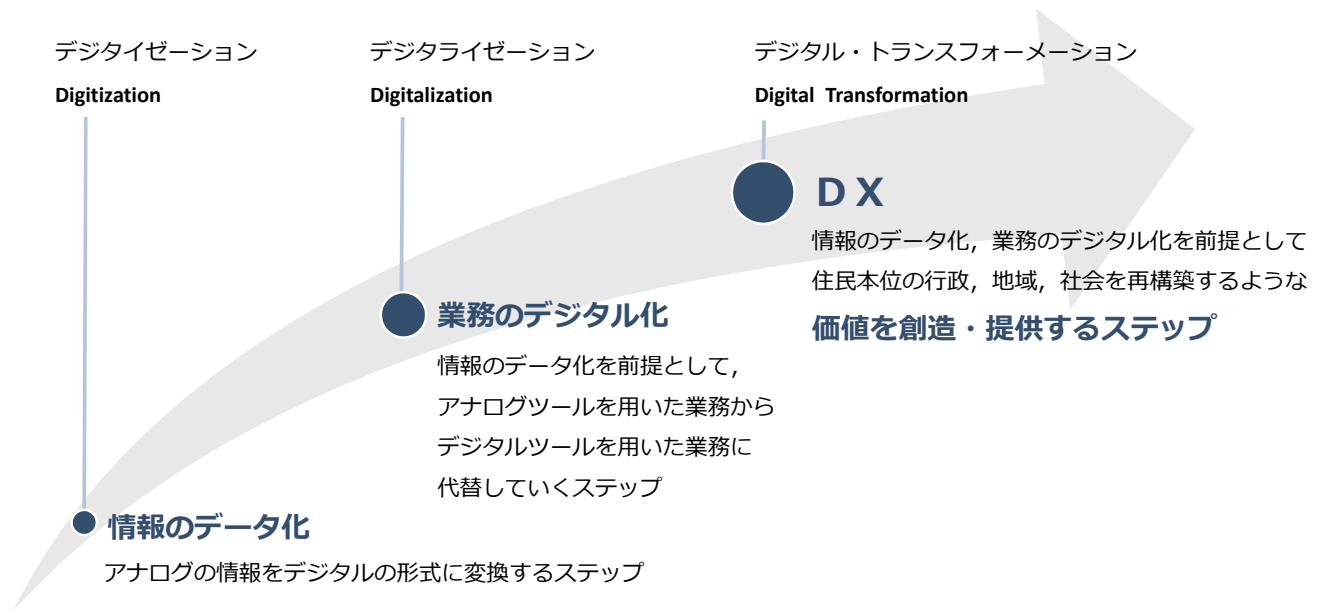 デジタイゼーション
Digitization
デジタライゼーション
Digitalization
デジタル・トランスフォーメーション
Digital Transformation
ＤＸ
情報のデータ化，業務のデジタル化を前提として
住民本位の行政，地域，社会を再構築するような
価値を創造・提供するステップ
業務のデジタル化
情報のデータ化を前提として，
アナログツールを用いた業務から
デジタルツールを用いた業務に
代替していくステップ
情報のデータ化
アナログの情報をデジタルの形式に変換するステップ